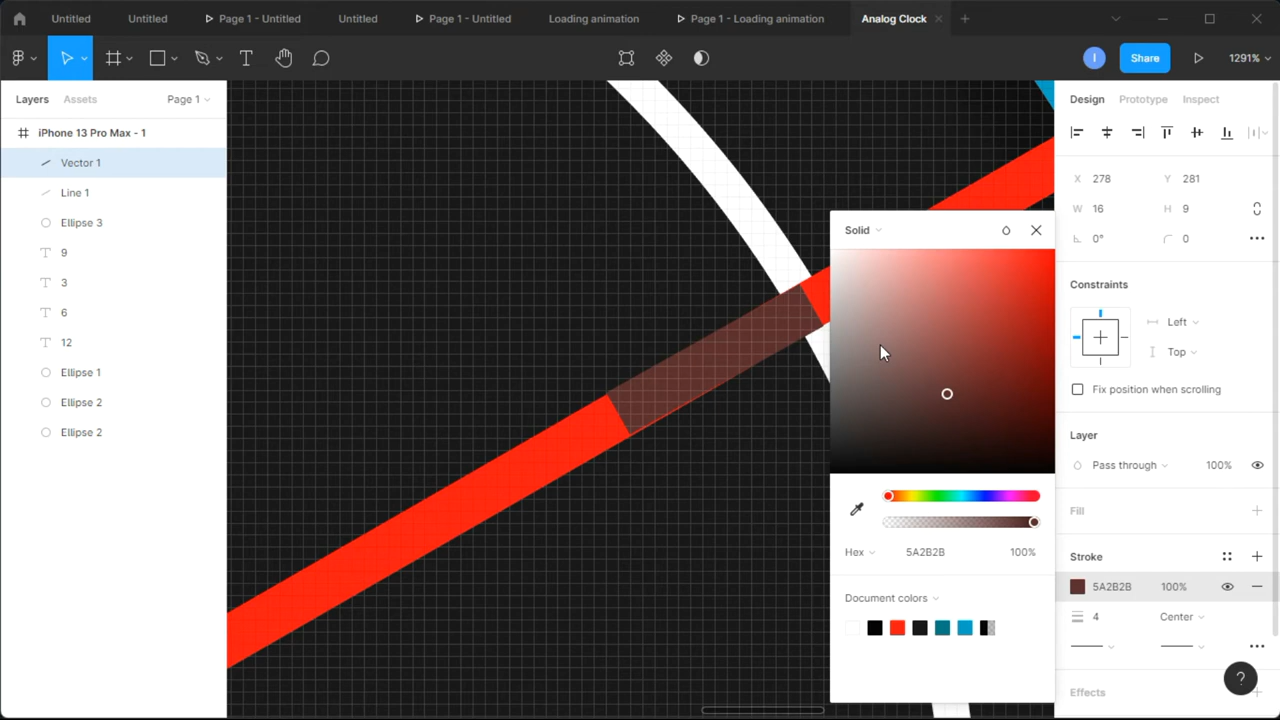 Untitled
Untitled
Page 1 - Untitled
Untitled
Page 1 - Untitled
Loading animation
Page 1 - Loading animation
Analog Clock
I
Share
1291%
Layers
Assets
Page 1
iPhone 13 Pro Max - 1
Vector 1
Line 1
Ellipse 3
9
3
6
12
Ellipse 1
Ellipse 2
Ellipse 2
Solid
Hex
5A2B2B
100%
Document colors
Design
Prototype
Inspect
X 278
Y 281
W 16
H 9
0°
0
Constraints
Left
Top
Fix position when scrolling
Layer
Pass through
100%
Fill
Stroke
5A2B2B
100%
4
Center
Effects
?